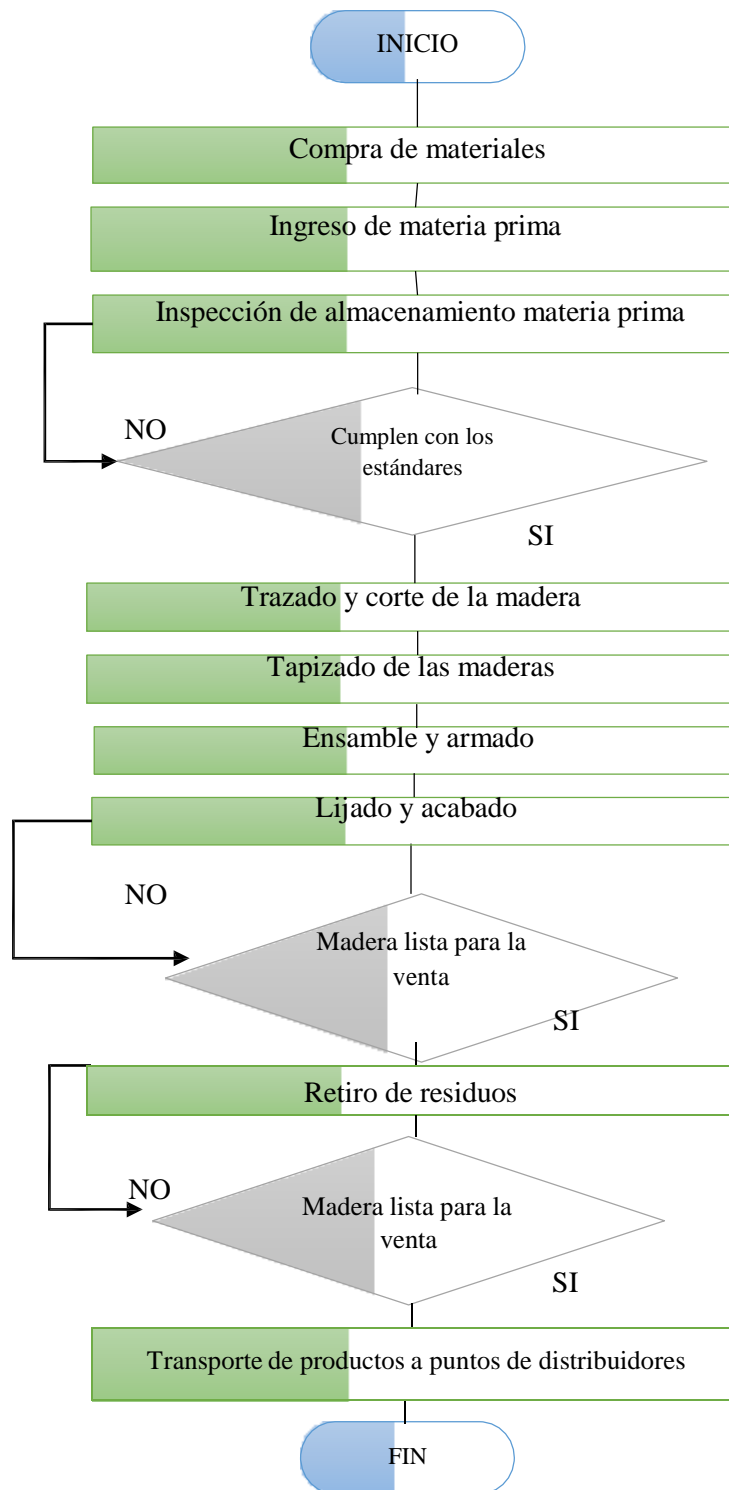 INICIO
Compra de materiales
Ingreso de materia prima
Inspección de almacenamiento materia prima
NO
Cumplen con los
estándares
SI
Trazado y corte de la madera
Tapizado de las maderas
Ensamble y armado
Lijado y acabado
NO
Madera lista para la
venta
SI
Retiro de residuos
NO
Madera lista para la
venta
SI
Transporte de productos a puntos de distribuidores
FIN